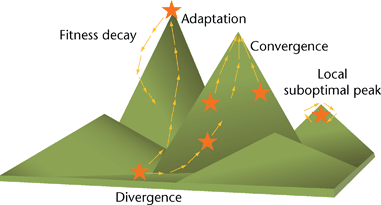 Adaptation
Fitness decay
Convergence
Local
suboptimal peak
Divergence